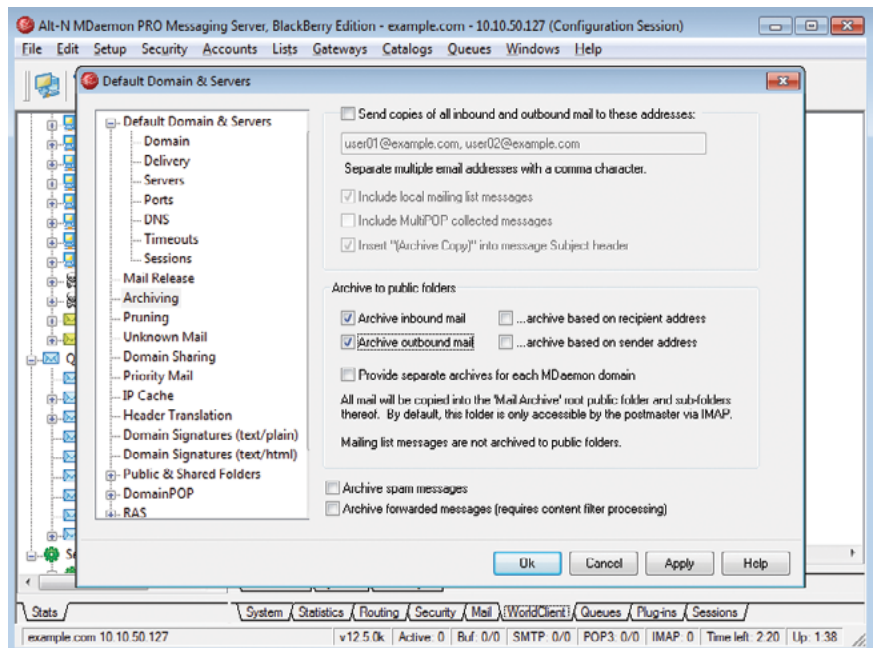 Alt-N MDaemon PRO Messaging Server, BlackBerry Edition - example.com - 10.10.50.127 (Configuration Session)
File Edit Setup Security Accounts Lists Gateways Catalogs Queues Windows Help
Default Domain & Servers
Default Domain & Servers
Domain
Delivery
Servers
Ports
DNS
Timeouts
Sessions
Mail Release
Archiving
Pruning
Unknown Mail
Domain Sharing
Priority Mail
IP Cache
Header Translation
Domain Signatures (text/plain)
Domain Signatures (text/html)
Public & Shared Folders
DomainPOP
RAS
Send copies of all inbound and outbound mail to these addresses:
user01@example.com, user02@example.com
Separate multiple email addresses with a comma character.
Include local mailing list messages
Include MultiPOP collected messages
Insert "(Archive Copy)" into message Subject header
Archive to public folders
Archive inbound mail ...archive based on recipient address
Archive outbound mail ...archive based on sender address
Provide separate archives for each MDaemon domain
All mail will be copied into the 'Mail Archive' root public folder and sub-folders
thereof. By default, this folder is only accessible by the postmaster via IMAP.
Mailing list messages are not archived to public folders.
Archive spam messages
Archive forwarded messages (requires content filter processing)
Ok Cancel Apply Help
Q
Se
Stats System Statistics Routing Security Mail WorldClient Queues Plug-ins Sessions
example.com 10.10.50.127 v12.5.0k Active: 0 Buf: 0/0 SMTP: 0/0 POP3: 0/0 IMAP: 0 Time left: 2:20 Up: 1:38